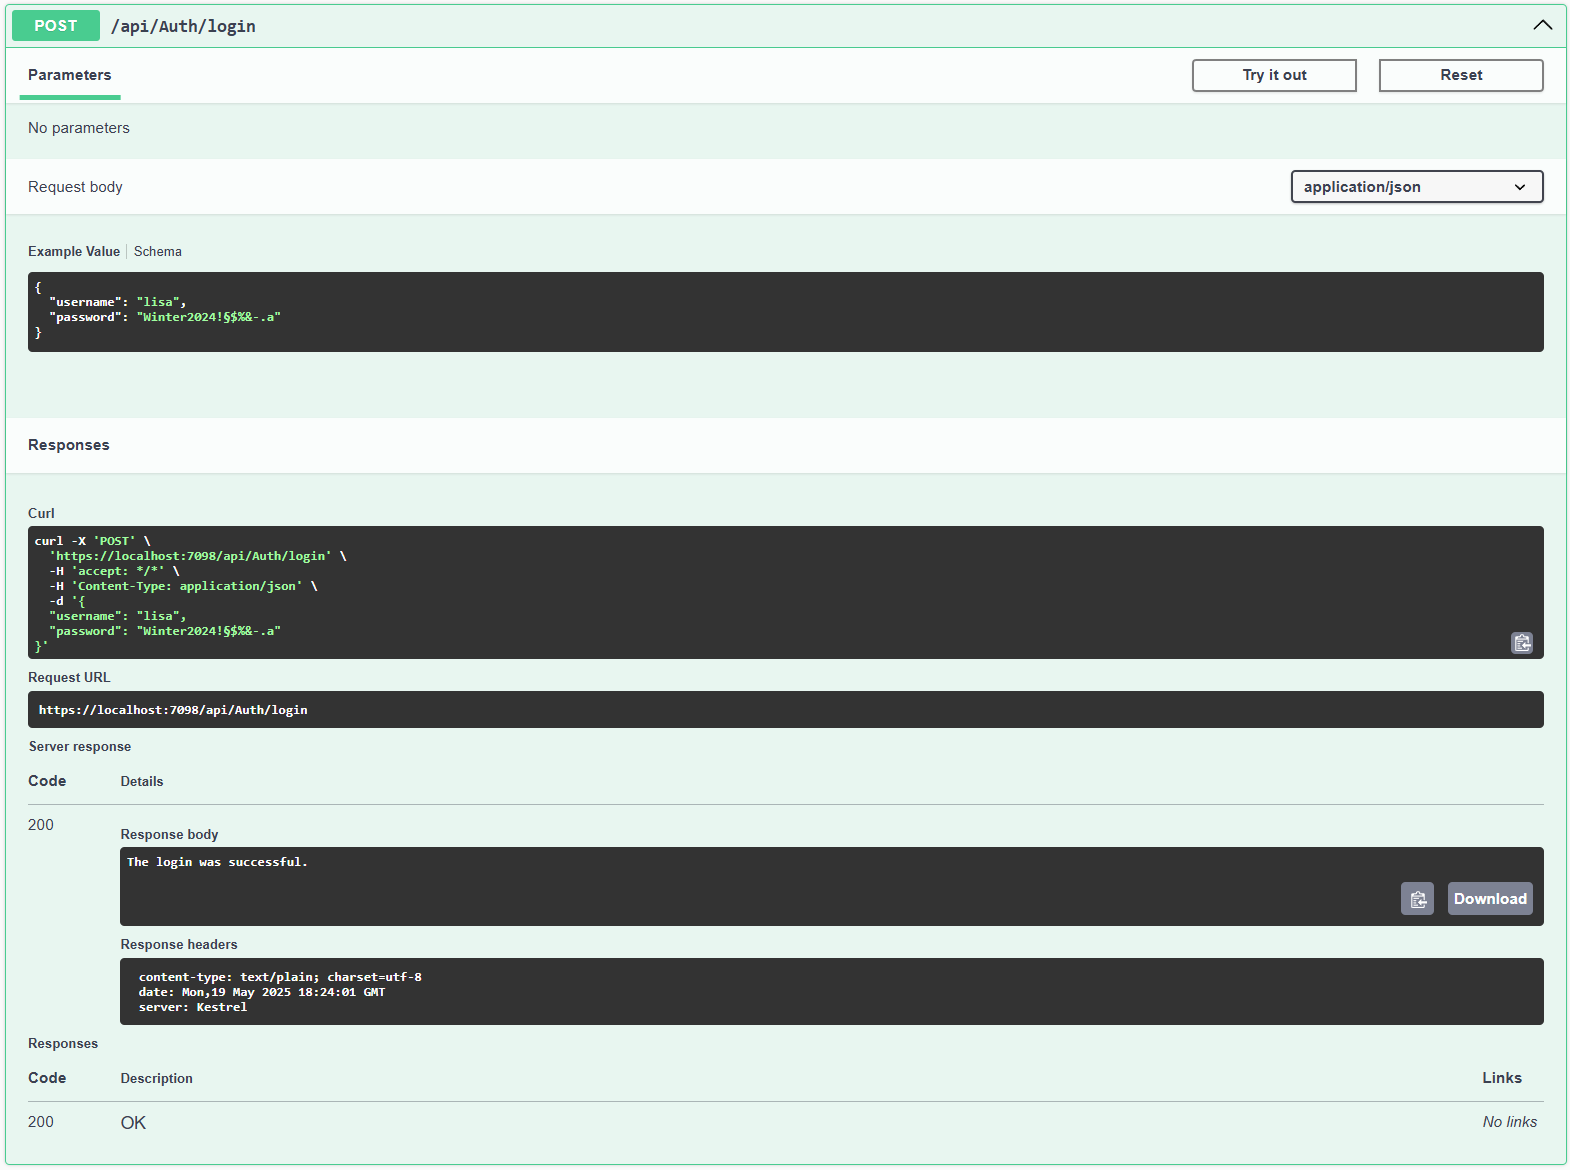 POST /api/Auth/login
Parameters Try it out Reset
No parameters
Request body application/json
Example Value Schema
{
"username": "lisa",
"password": "Winter2024!§$%&-.a"
}
Responses
Curl
curl -X 'POST' \
'https://localhost:7098/api/Auth/login' \
-H 'accept: */*' \
-H 'Content-Type: application/json' \
-d '{
"username": "lisa",
"password": "Winter2024!§$%&-.a"
}'
Request URL
https://localhost:7098/api/Auth/login
Server response
Code Details
200
Response body
The login was successful.
Download
Response headers
content-type: text/plain; charset=utf-8
date: Mon,19 May 2025 18:24:01 GMT
server: Kestrel
Responses
Code Description Links
200 OK No links